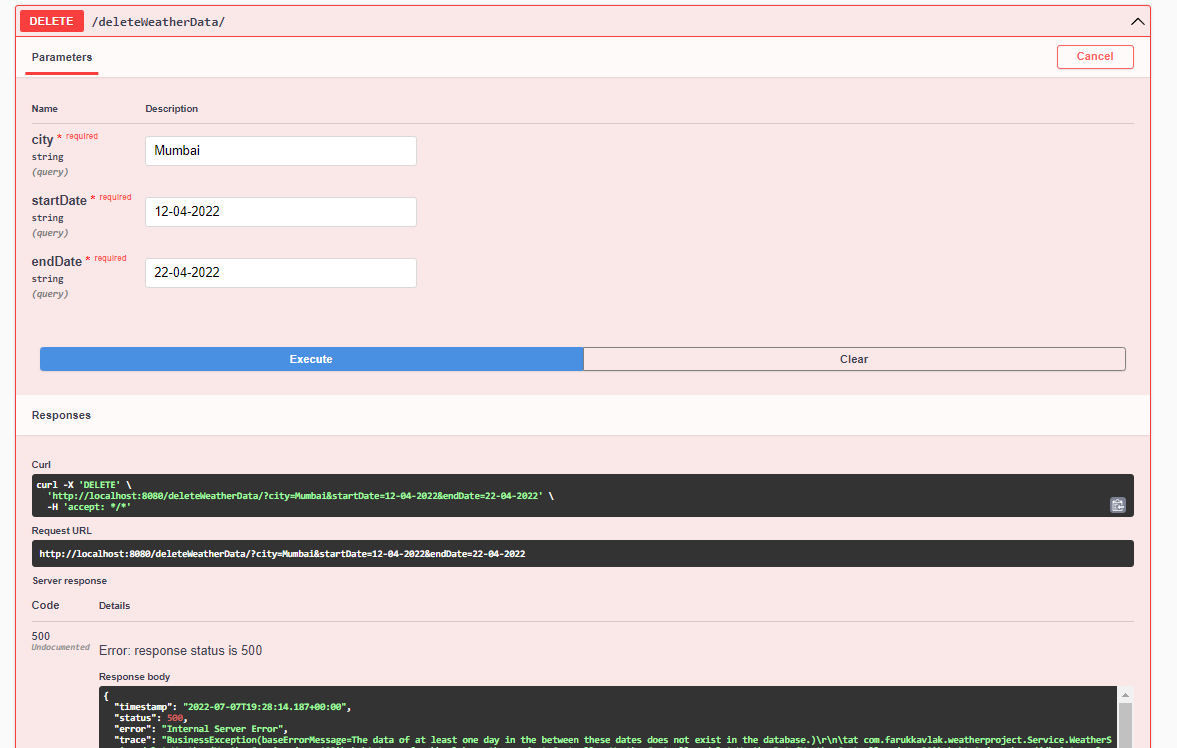 DELETE /deleteWeatherData/
Parameters
Cancel
Name Description
city * required
string
(query)
Mumbai
startDate * required
string
(query)
12-04-2022
endDate * required
string
(query)
22-04-2022
Execute Clear
Responses
Curl
curl -X 'DELETE' \
'http://localhost:8080/deleteWeatherData/?city=Mumbai&startDate=12-04-2022&endDate=22-04-2022' \
-H 'accept: */*'
Request URL
http://localhost:8080/deleteWeatherData/?city=Mumbai&startDate=12-04-2022&endDate=22-04-2022
Server response
Code Details
500
Undocumented
Error: response status is 500
Response body
{
"timestamp": "2022-07-07T19:28:14.187+00:00",
"status": 500,
"error": "Internal Server Error",
"trace": "BusinessException(baseErrorMessage=The data of at least one day in the between these dates does not exist in the database.)\r\n\tat com.farukkavlak.weatherproject.Service.WeatherS